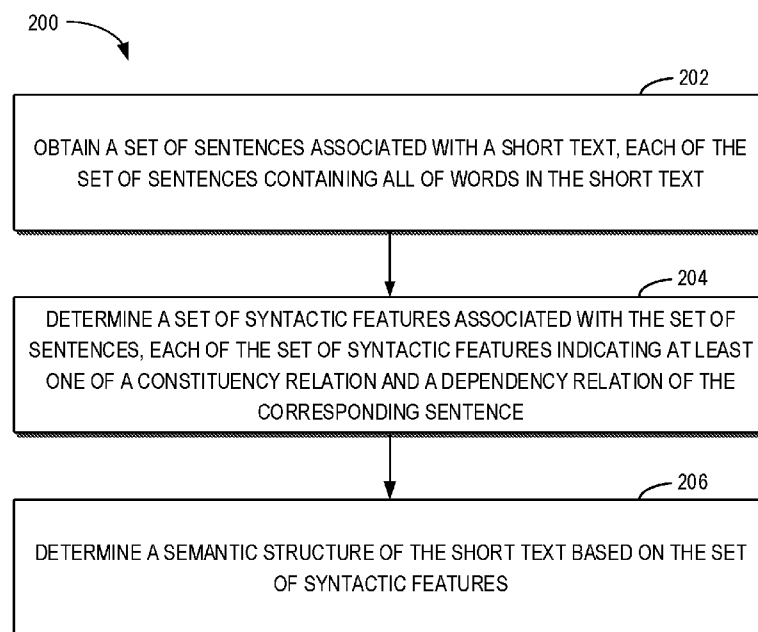 200
202
OBTAIN A SET OF SENTENCES ASSOCIATED WITH A SHORT TEXT, EACH OF THE
SET OF SENTENCES CONTAINING ALL OF WORDS IN THE SHORT TEXT
204
DETERMINE A SET OF SYNTACTIC FEATURES ASSOCIATED WITH THE SET OF
SENTENCES, EACH OF THE SET OF SYNTACTIC FEATURES INDICATING AT LEAST
ONE OF A CONSTITUENCY RELATION AND A DEPENDENCY RELATION OF THE
CORRESPONDING SENTENCE
206
DETERMINE A SEMANTIC STRUCTURE OF THE SHORT TEXT BASED ON THE SET
OF SYNTACTIC FEATURES